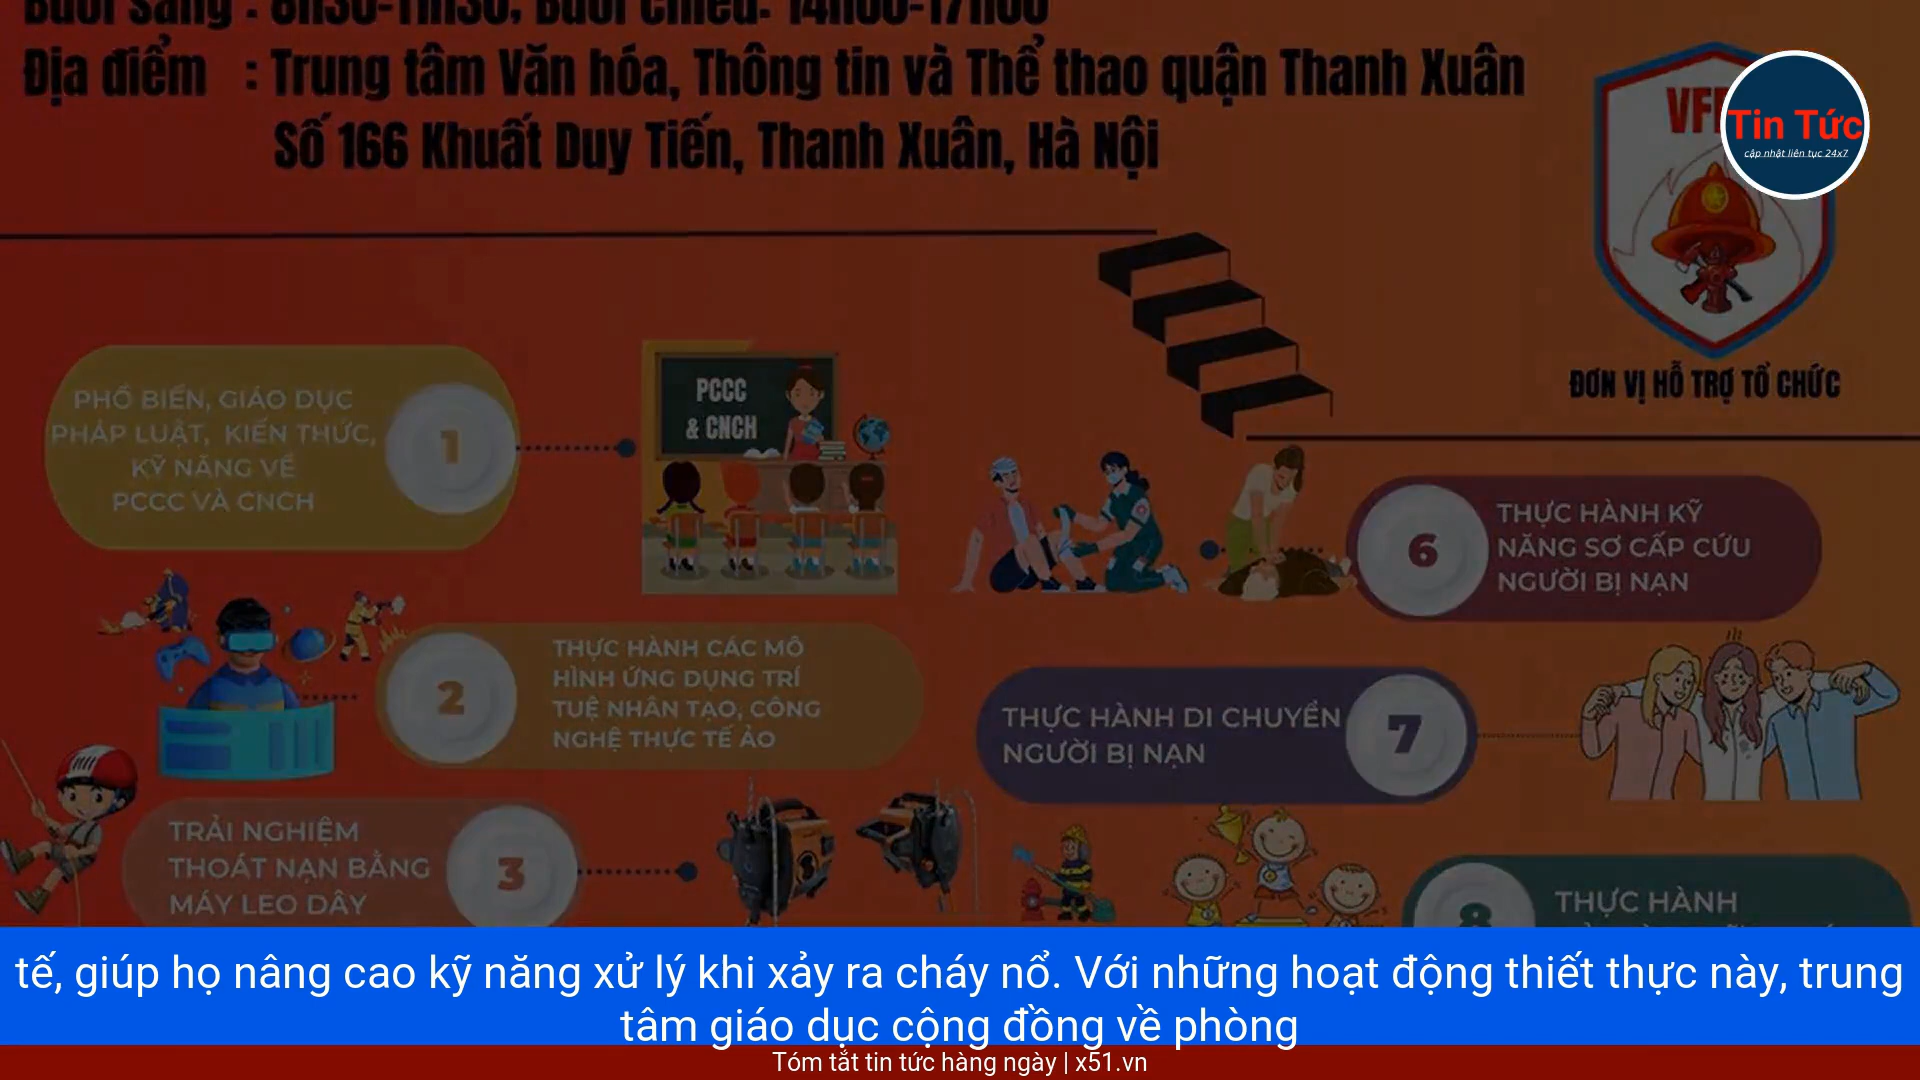 Địa điểm : Trung tâm Văn hóa, Thông tin và Thể thao quận Thanh Xuân
Số 166 Khuất Duy Tiến, Thanh Xuân, Hà Nội
Tin Tức
cập nhật liên tục 24x7
ĐƠN VỊ HỖ TRỢ TỔ CHỨC
PHỔ BIẾN, GIÁO DỤC
PHÁP LUẬT, KIẾN THỨC,
KỸ NĂNG VỀ
PCCC VÀ CNCH
1
PCCC
& CNCH
2
THỰC HÀNH CÁC MÔ
HÌNH ỨNG DỤNG TRÍ
TUỆ NHÂN TẠO, CÔNG
NGHỆ THỰC TẾ ẢO
TRẢI NGHIỆM
THOÁT NẠN BẰNG
MÁY LEO DÂY
3
6
THỰC HÀNH KỸ
NĂNG SƠ CẤP CỨU
NGƯỜI BỊ NẠN
THỰC HÀNH DI CHUYỂN
NGƯỜI BỊ NẠN
7
8
THỰC HÀNH
tế, giúp họ nâng cao kỹ năng xử lý khi xảy ra cháy nổ. Với những hoạt động thiết thực này, trung
tâm giáo dục cộng đồng về phòng
Tóm tắt tin tức hàng ngày | x51.vn